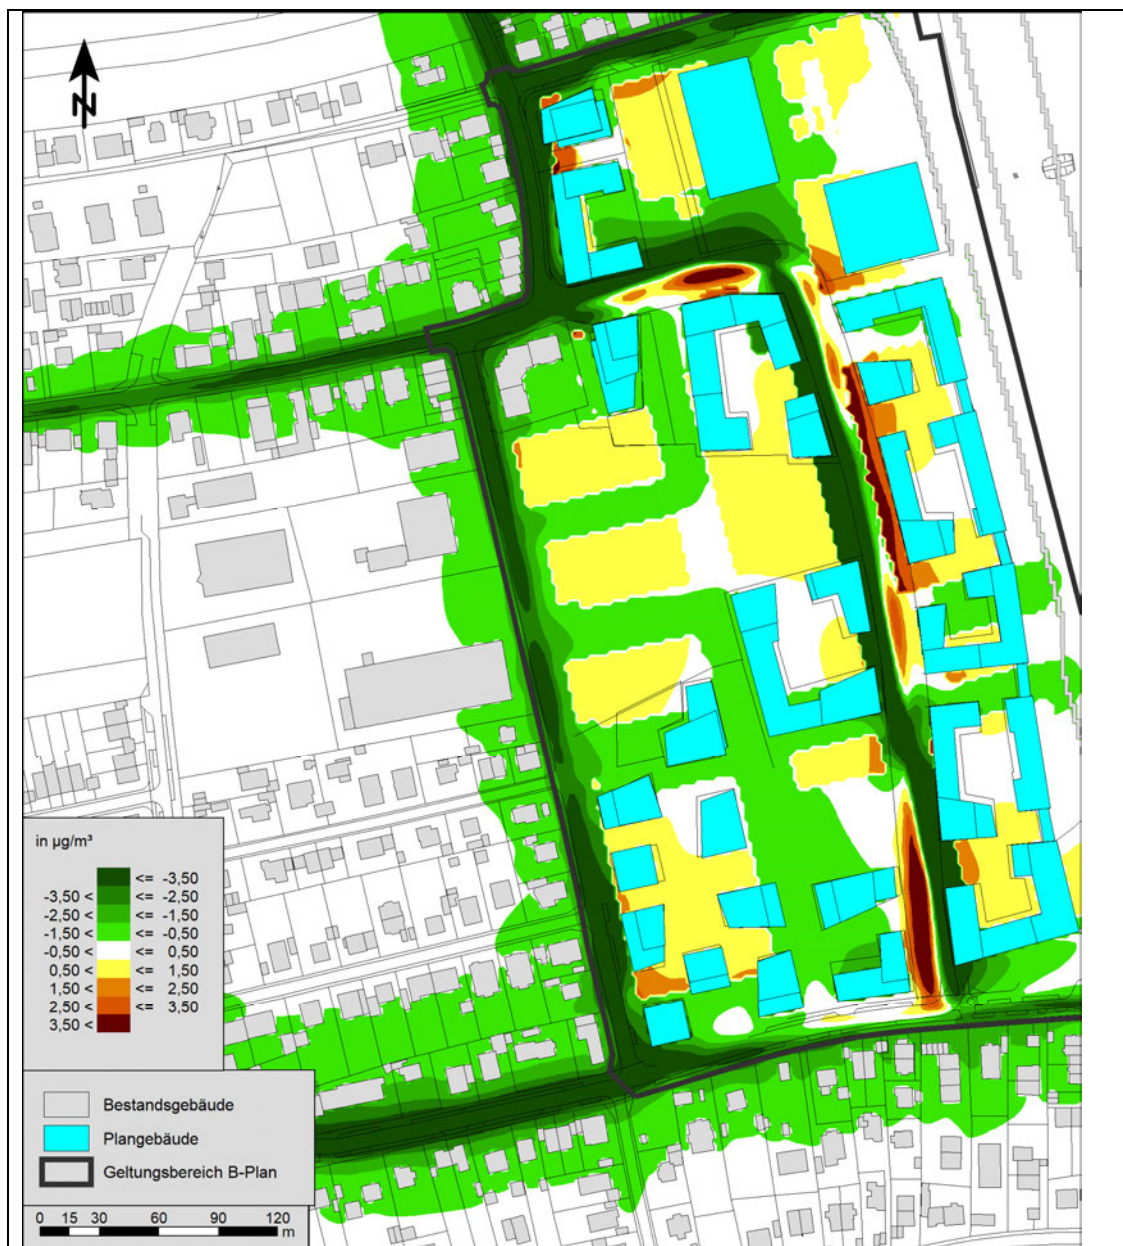 N
in µg/m³
<= -3,50
-3,50 < <= -2,50
-2,50 < <= -1,50
-1,50 < <= -0,50
-0,50 < <= 0,50
0,50 < <= 1,50
1,50 < <= 2,50
2,50 < <= 3,50
3,50 <
Bestandsgebäude
Plangebäude
Geltungsbereich B-Plan
0 15 30 60 90 120
m